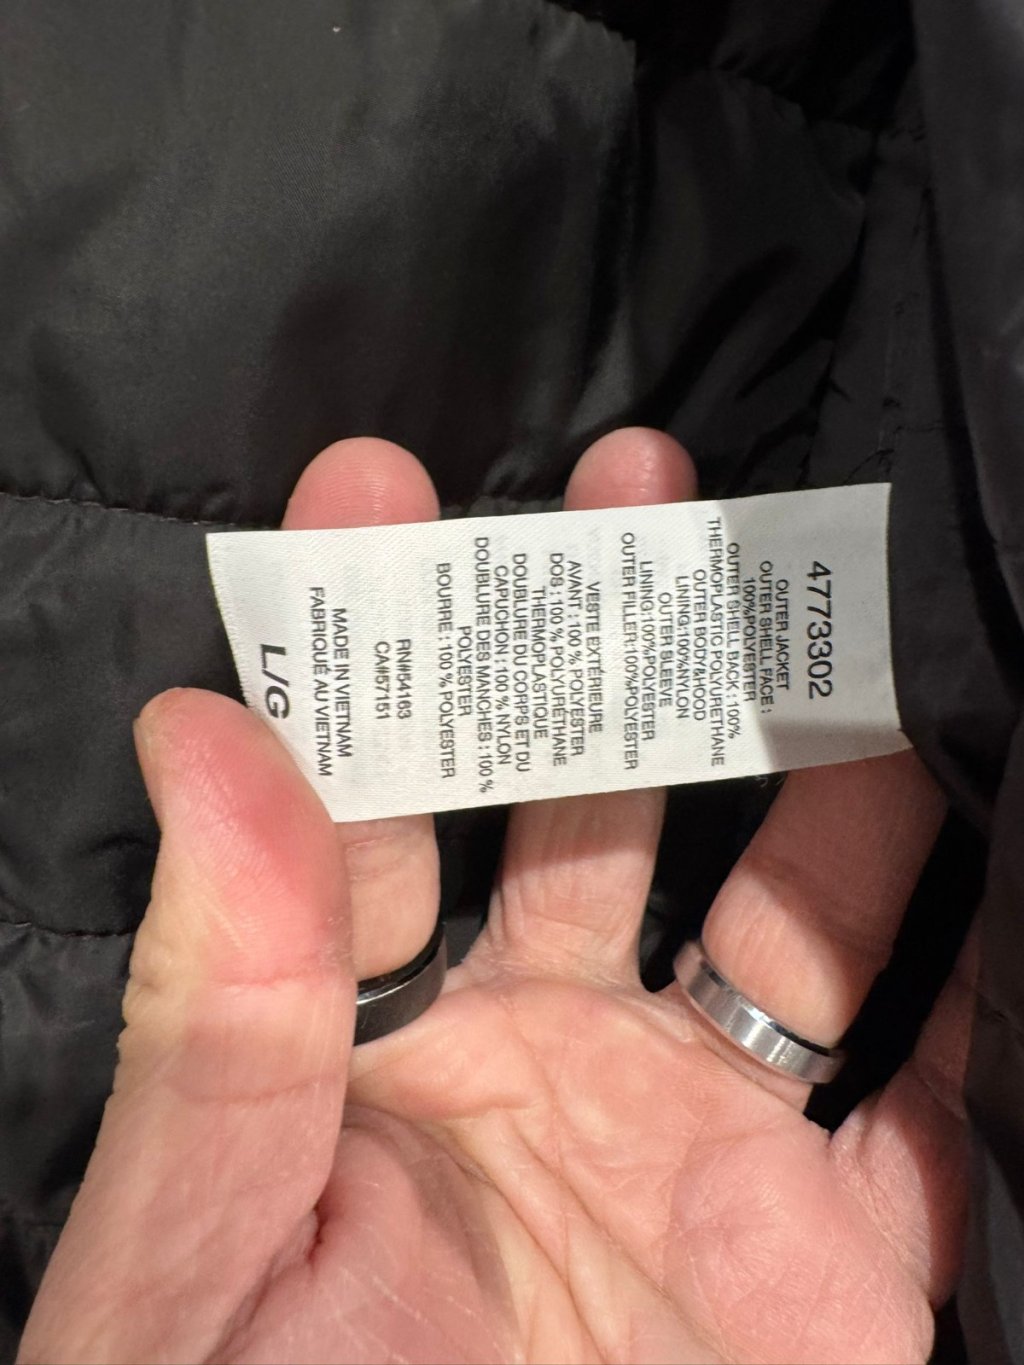 4773302
OUTER JACKET
OUTER SHELL FACE :
100%POLYESTER
OUTER SHELL BACK : 100%
THERMOPLASTIC POLYURETHANE
OUTER BODY&HOOD
LINING:100%NYLON
OUTER SLEEVE
LINING:100%POLYESTER
OUTER FILLER:100%POLYESTER
VESTE EXTÉRIEURE
AVANT : 100 % POLYESTER
DOS : 100 % POLYURÉTHANE
THERMOPLASTIQUE
DOUBLURE DU CORPS ET DU
CAPUCHON : 100 % NYLON
DOUBLURE DES MANCHES : 100 %
POLYESTER
BOURRE : 100 % POLYESTER
RN#54163
CA#57151
MADE IN VIETNAM
FABRIQUÉ AU VIETNAM
L/G